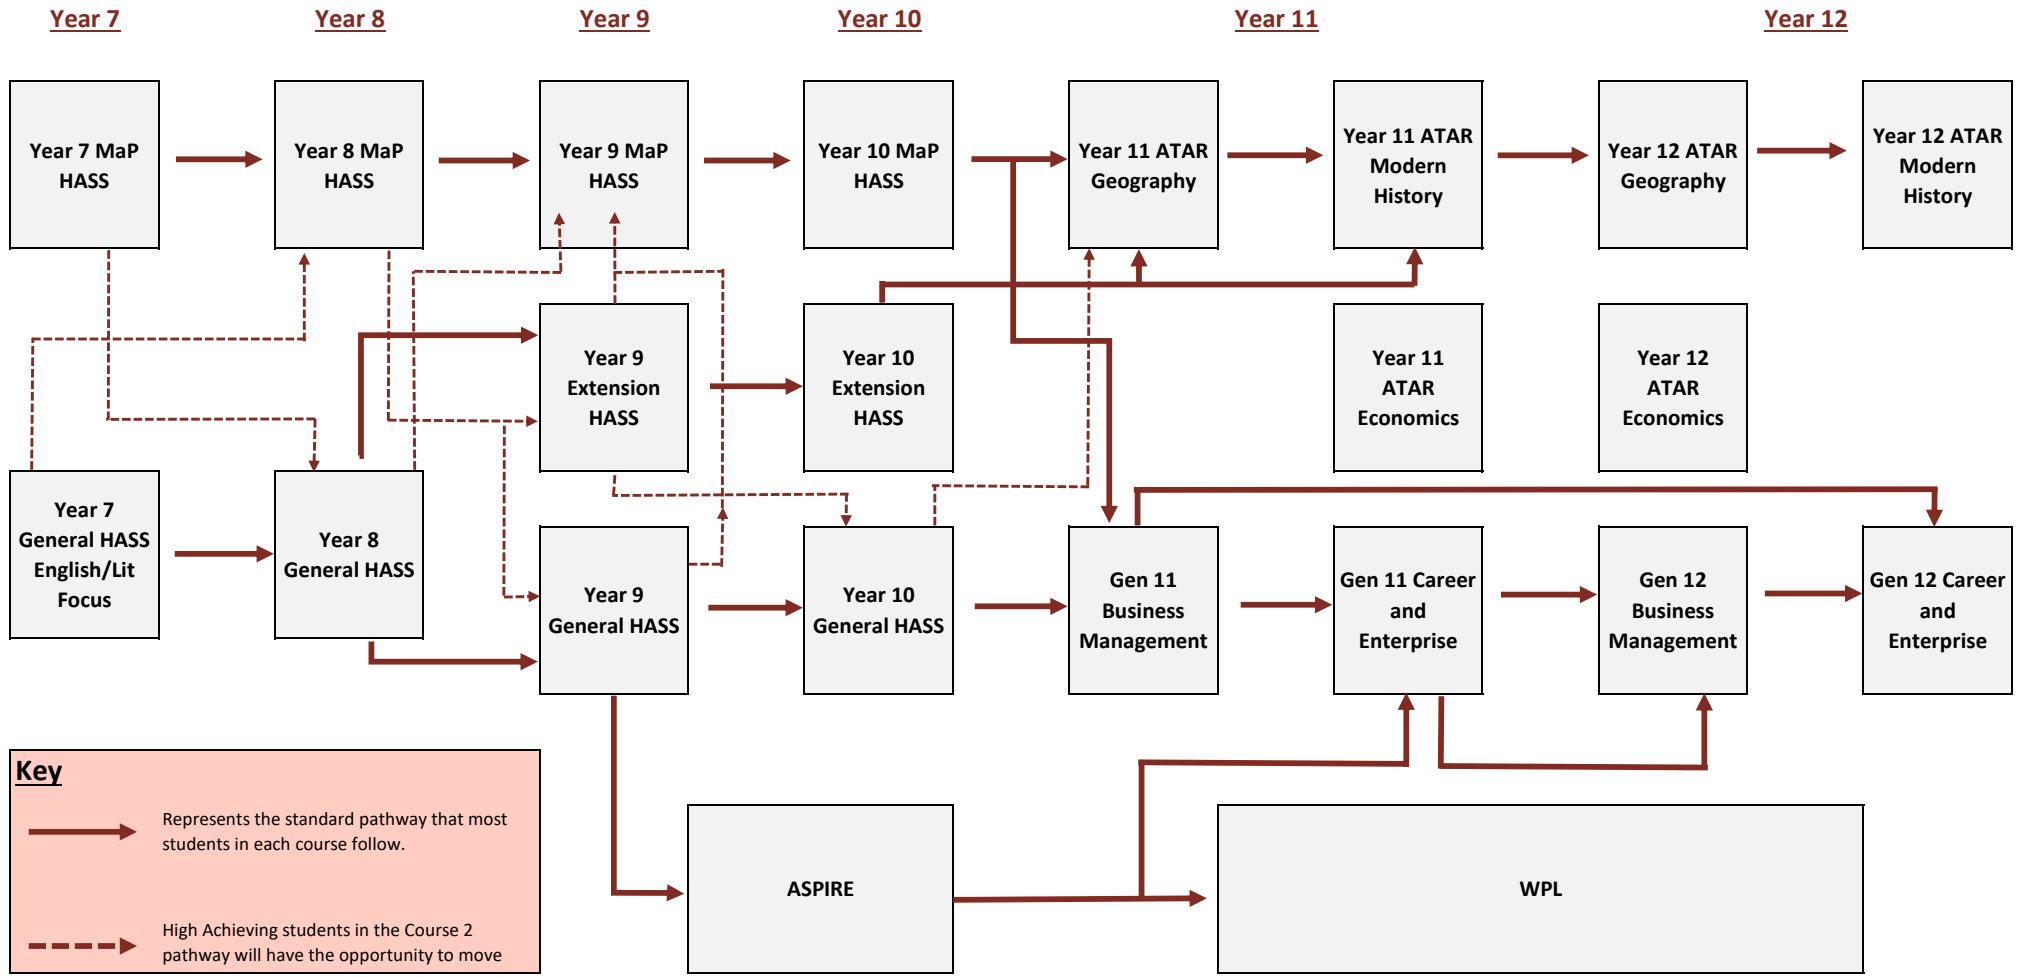 Year 7
Year 8
Year 9
Year 10
Year 11
Year 12
Year 7 MaP
HASS
Year 8 MaP
HASS
Year 9 MaP
HASS
Year 10 MaP
HASS
Year 11 ATAR
Geography
Year 11 ATAR
Modern
History
Year 12 ATAR
Geography
Year 12 ATAR
Modern
History
Year 9
Extension
HASS
Year 10
Extension
HASS
Year 11
ATAR
Economics
Year 12
ATAR
Economics
Year 7
General HASS
English/Lit
Focus
Year 8
General HASS
Year 9
General HASS
Year 10
General HASS
Gen 11
Business
Management
Gen 11 Career
and
Enterprise
Gen 12
Business
Management
Gen 12 Career
and
Enterprise
Key
Represents the standard pathway that most
students in each course follow.
High Achieving students in the Course 2
pathway will have the opportunity to move
ASPIRE
WPL